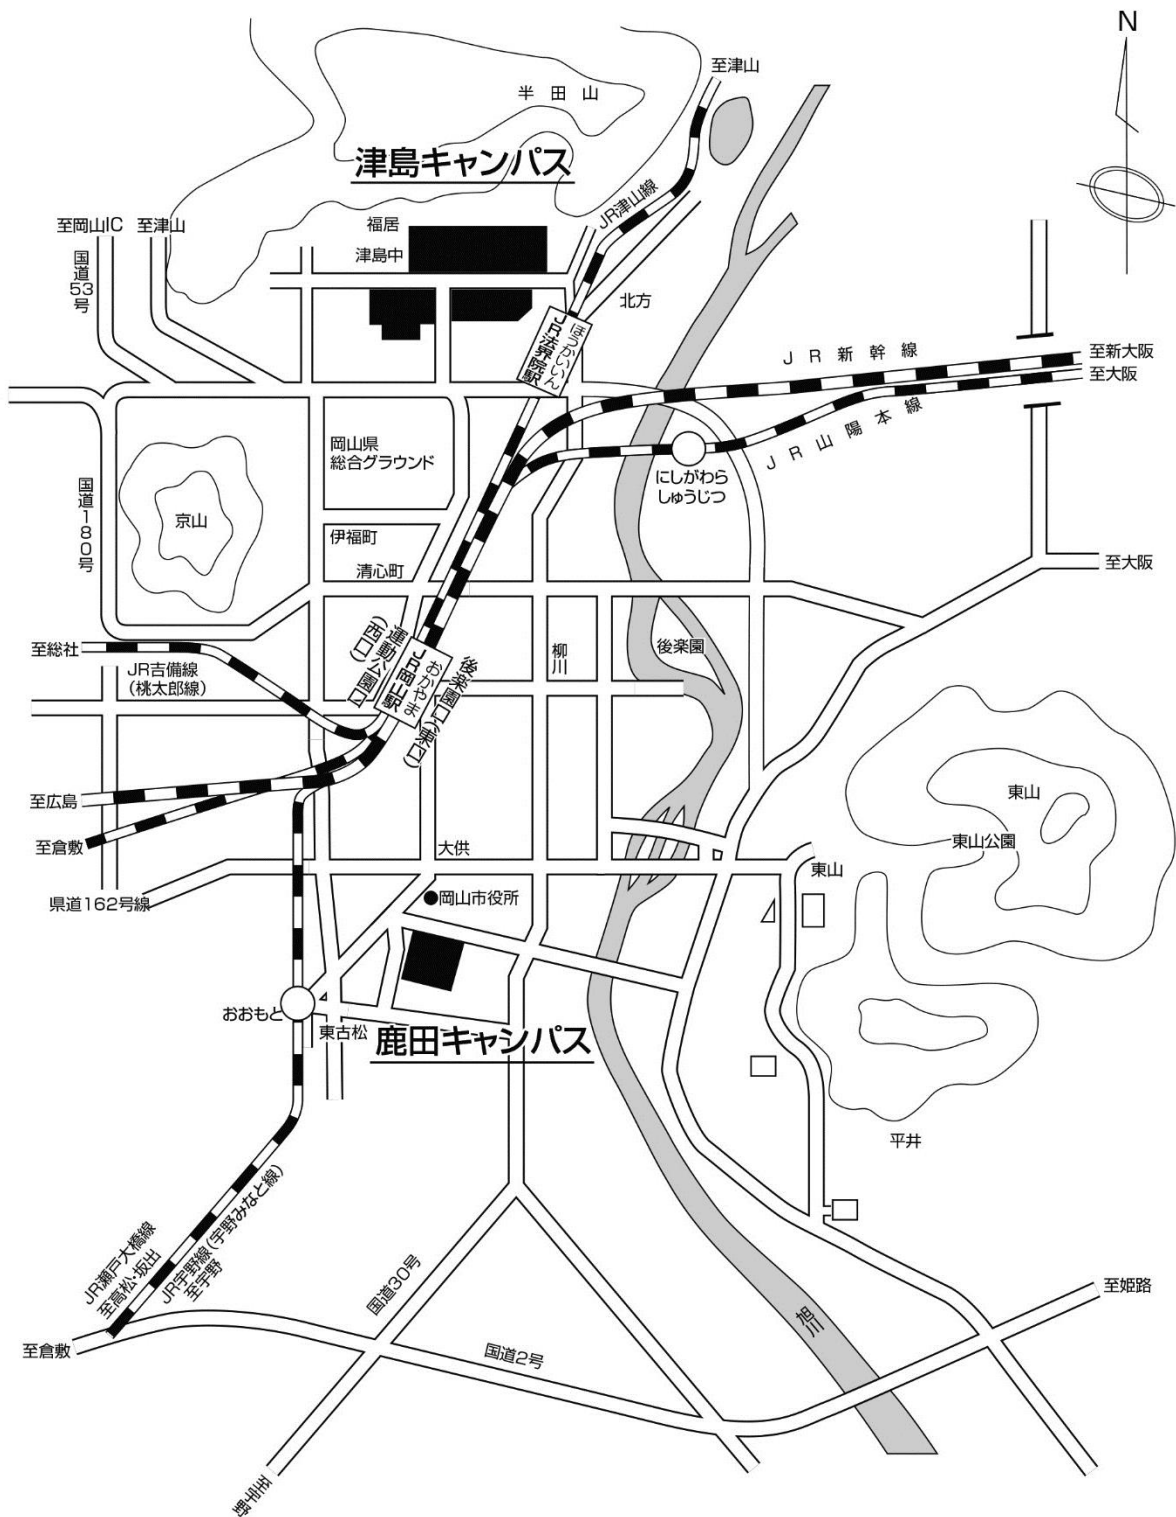 N
至津山
半田山
津島キャンパス
JR津山線
至岡山IC
至津山
福居
津島中
国道53号
北方
ほうかいいん
JR法界院駅
JR新幹線
至新大阪
至大阪
JR山陽本線
岡山県
総合グラウンド
にしがわら
しゅうじつ
国道180号
京山
伊福町
清心町
至大阪
至総社
JR吉備線
(桃太郎線)
運動公園口
(西口)
おかやま
JR岡山駅
後楽園口(東口)
柳川
後楽園
至広島
至倉敷
東山
東山公園
大供
東山
県道162号線
岡山市役所
おおもと
東古松
鹿田キャンパス
平井
JR瀬戸大橋線
至高松・坂出
JR宇野線(宇野みなと線)
至宇野
国道30号
至姫路
旭川
至倉敷
国道2号
至宇野